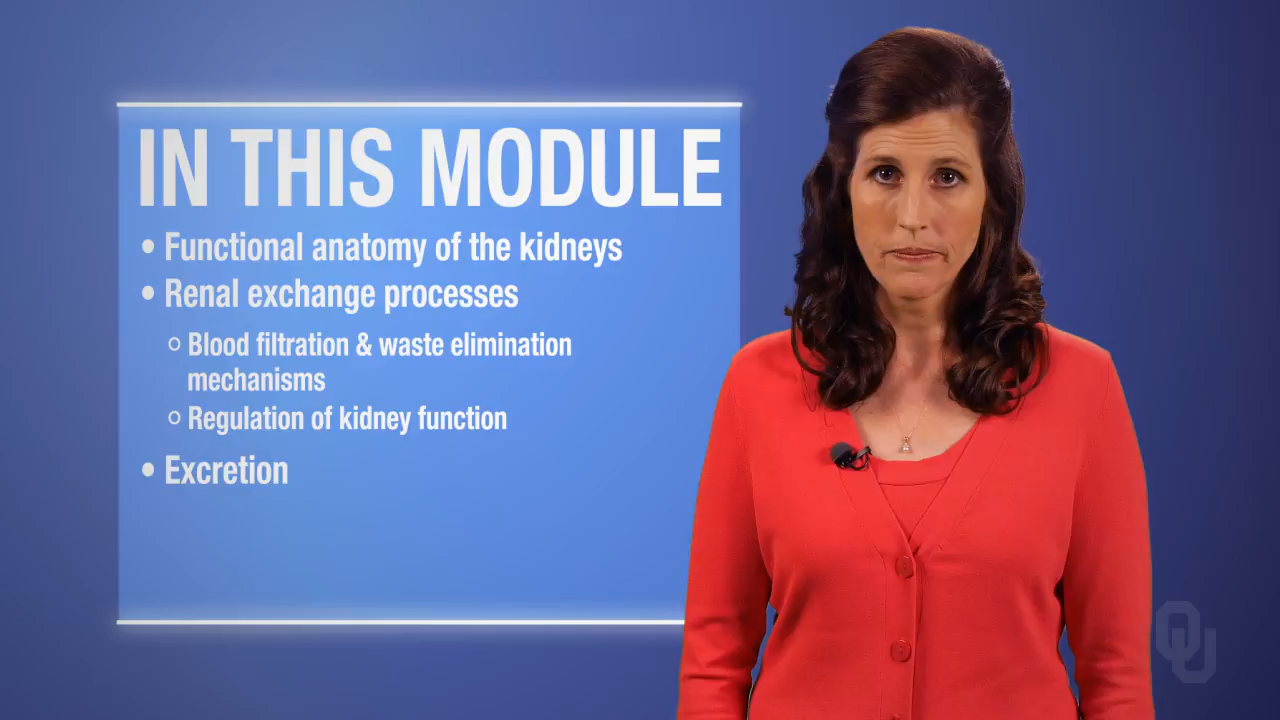 IN THIS MODULE
• Functional anatomy of the kidneys
• Renal exchange processes
○ Blood filtration & waste elimination
mechanisms
○ Regulation of kidney function
• Excretion
OU